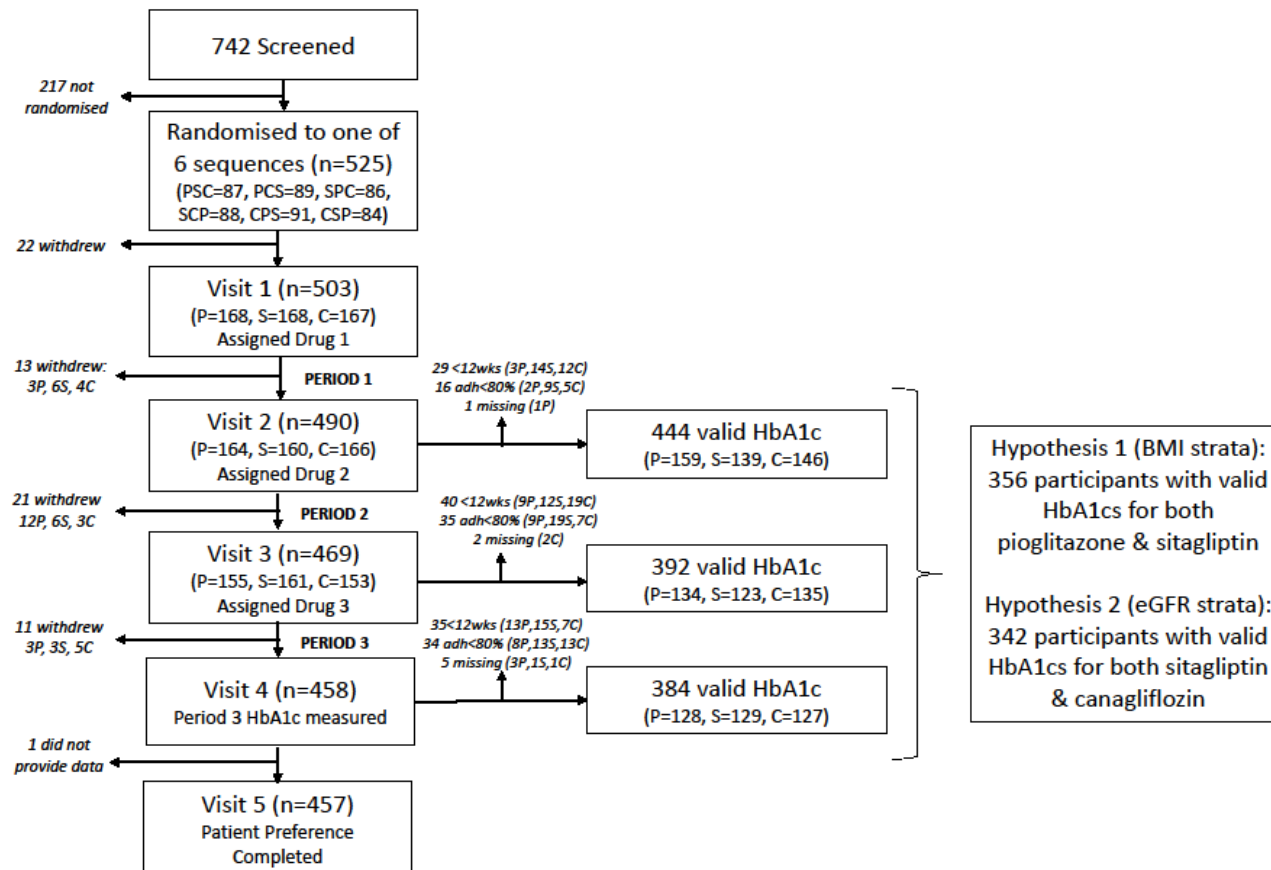 742 Screened
217 not
randomised
Randomised to one of
6 sequences (n=525)
(PSC=87, PCS=89, SPC=86,
SCP=88, CPS=91, CSP=84)
22 withdrew
Visit 1 (n=503)
(P=168, S=168, C=167)
Assigned Drug 1
13 withdrew:
3P, 6S, 4C
PERIOD 1
29 <12wks (3P,14S,12C)
16 adh<80% (2P,9S,5C)
1 missing (1P)
Visit 2 (n=490)
(P=164, S=160, C=166)
Assigned Drug 2
444 valid HbA1c
(P=159, S=139, C=146)
21 withdrew
12P, 6S, 3C
PERIOD 2
40 <12wks (9P,12S,19C)
35 adh<80% (9P,19S,7C)
2 missing (2C)
Visit 3 (n=469)
(P=155, S=161, C=153)
Assigned Drug 3
392 valid HbA1c
(P=134, S=123, C=135)
11 withdrew
3P, 3S, 5C
PERIOD 3
35<12wks (13P,15S,7C)
34 adh<80% (8P,13S,13C)
5 missing (3P,1S,1C)
Visit 4 (n=458)
Period 3 HbA1c measured
384 valid HbA1c
(P=128, S=129, C=127)
1 did not
provide data
Visit 5 (n=457)
Patient Preference
Completed
Hypothesis 1 (BMI strata):
356 participants with valid
HbA1cs for both
pioglitazone & sitagliptin
Hypothesis 2 (eGFR strata):
342 participants with valid
HbA1cs for both sitagliptin
& canagliflozin